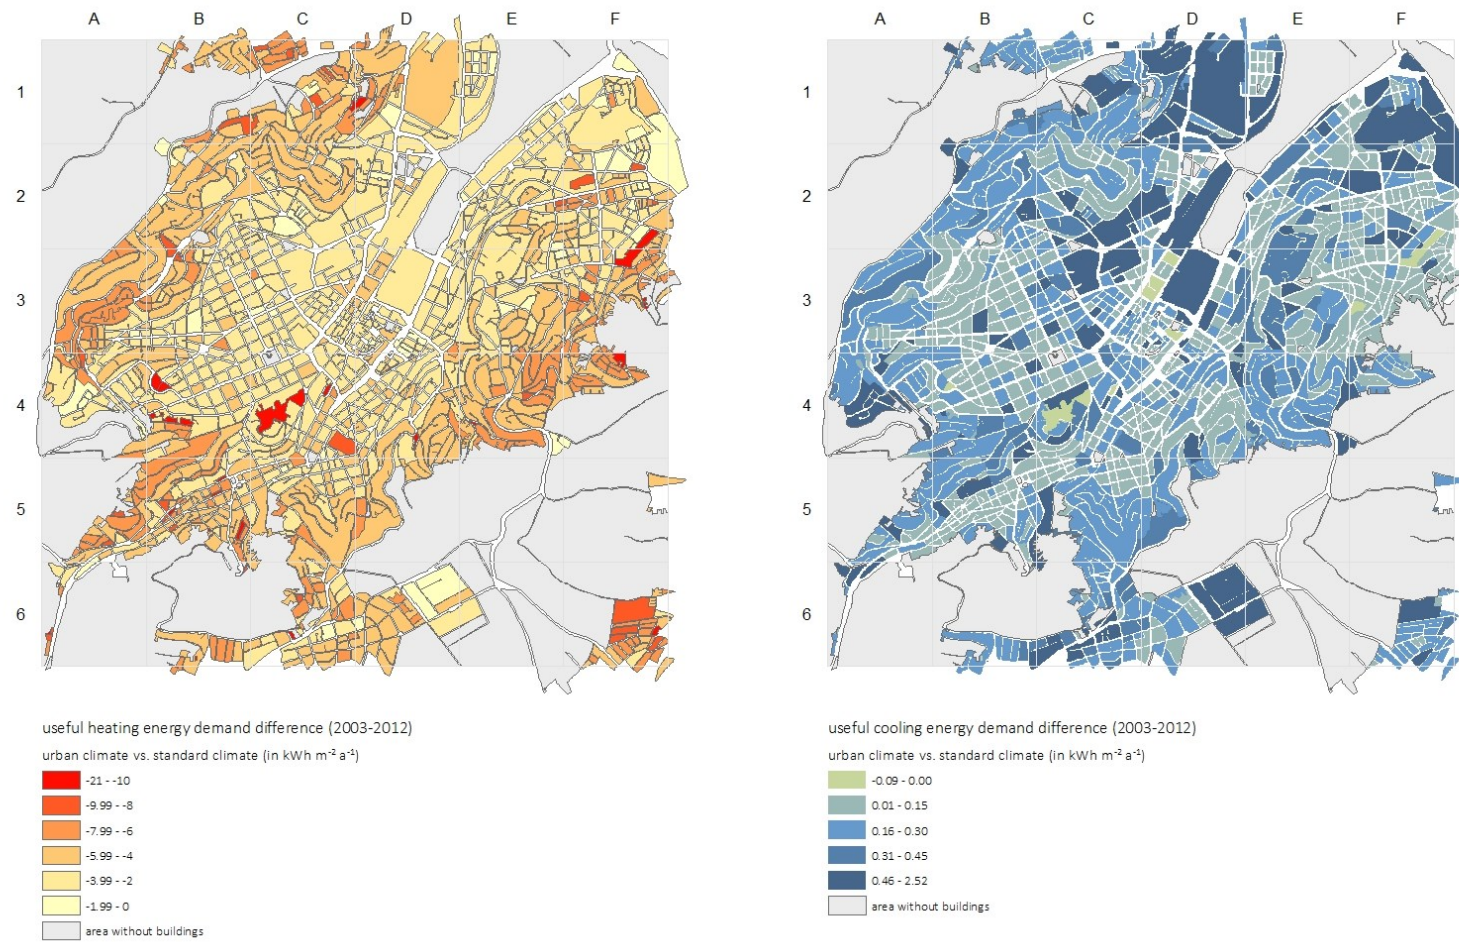 A B C D E F
1
2
3
4
5
6
useful heating energy demand difference (2003-2012)
urban climate vs. standard climate (in kWh m⁻² a⁻¹)
-21 - -10
-9.99 - -8
-7.99 - -6
-5.99 - -4
-3.99 - -2
-1.99 - 0
area without buildings
A B C D E F
1
2
3
4
5
6
useful cooling energy demand difference (2003-2012)
urban climate vs. standard climate (in kWh m⁻² a⁻¹)
-0.09 - 0.00
0.01 - 0.15
0.16 - 0.30
0.31 - 0.45
0.46 - 2.52
area without buildings